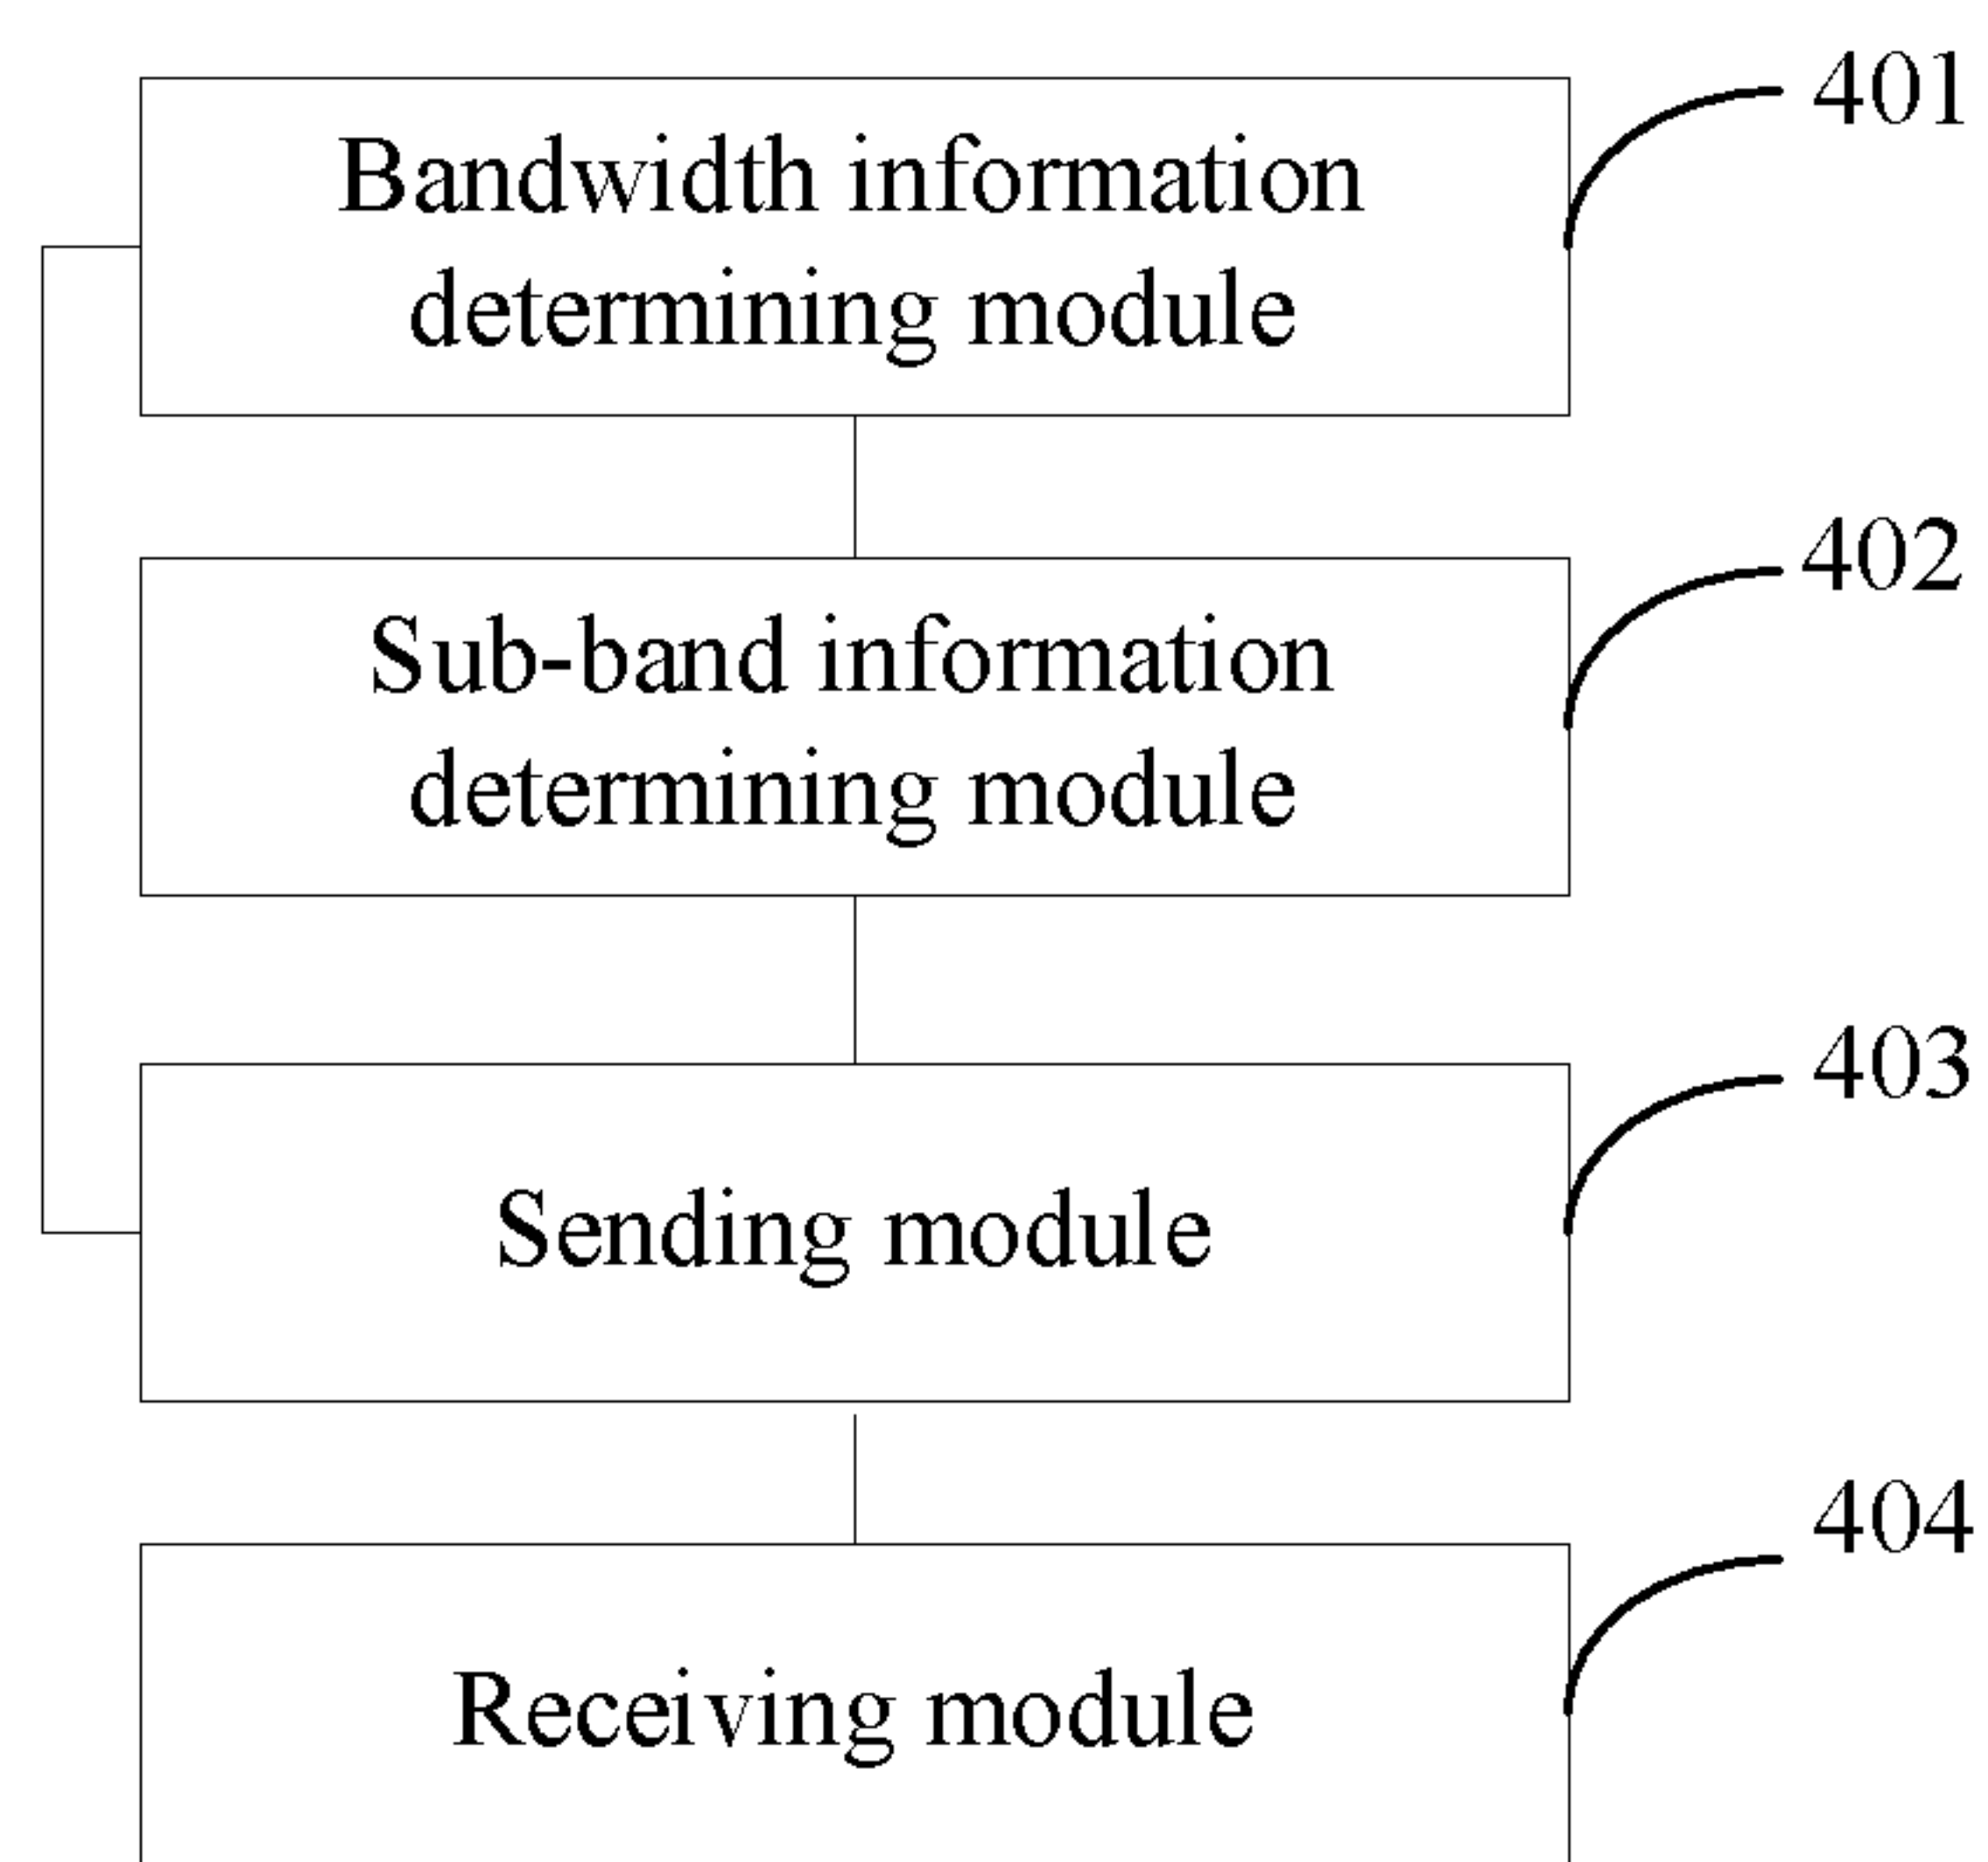 401
Bandwidth information
determining module
402
Sub-band information
determining module
403
Sending module
404
Receiving module